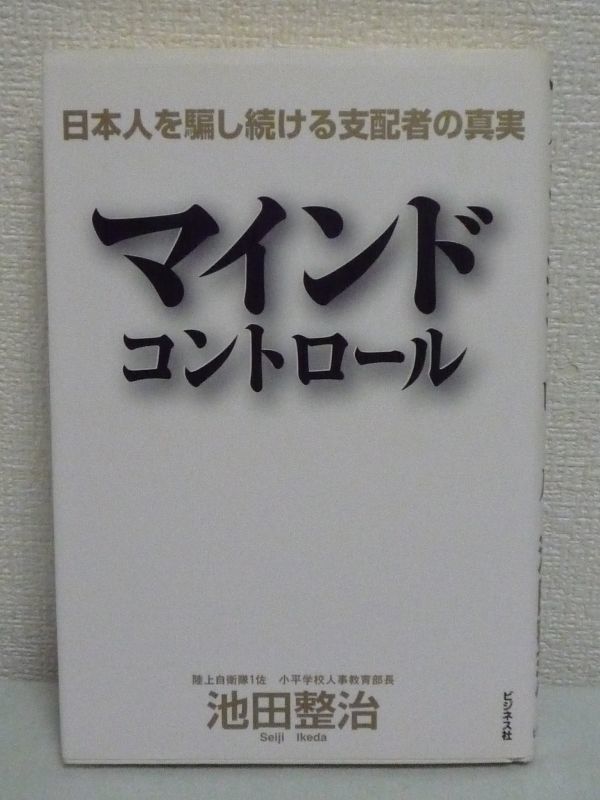 日本人を騙し続ける支配者の真実
マインド
コントロール
陸上自衛隊1佐 小平学校人事教育部長
池田整治
Seiji Ikeda
ビジネス社